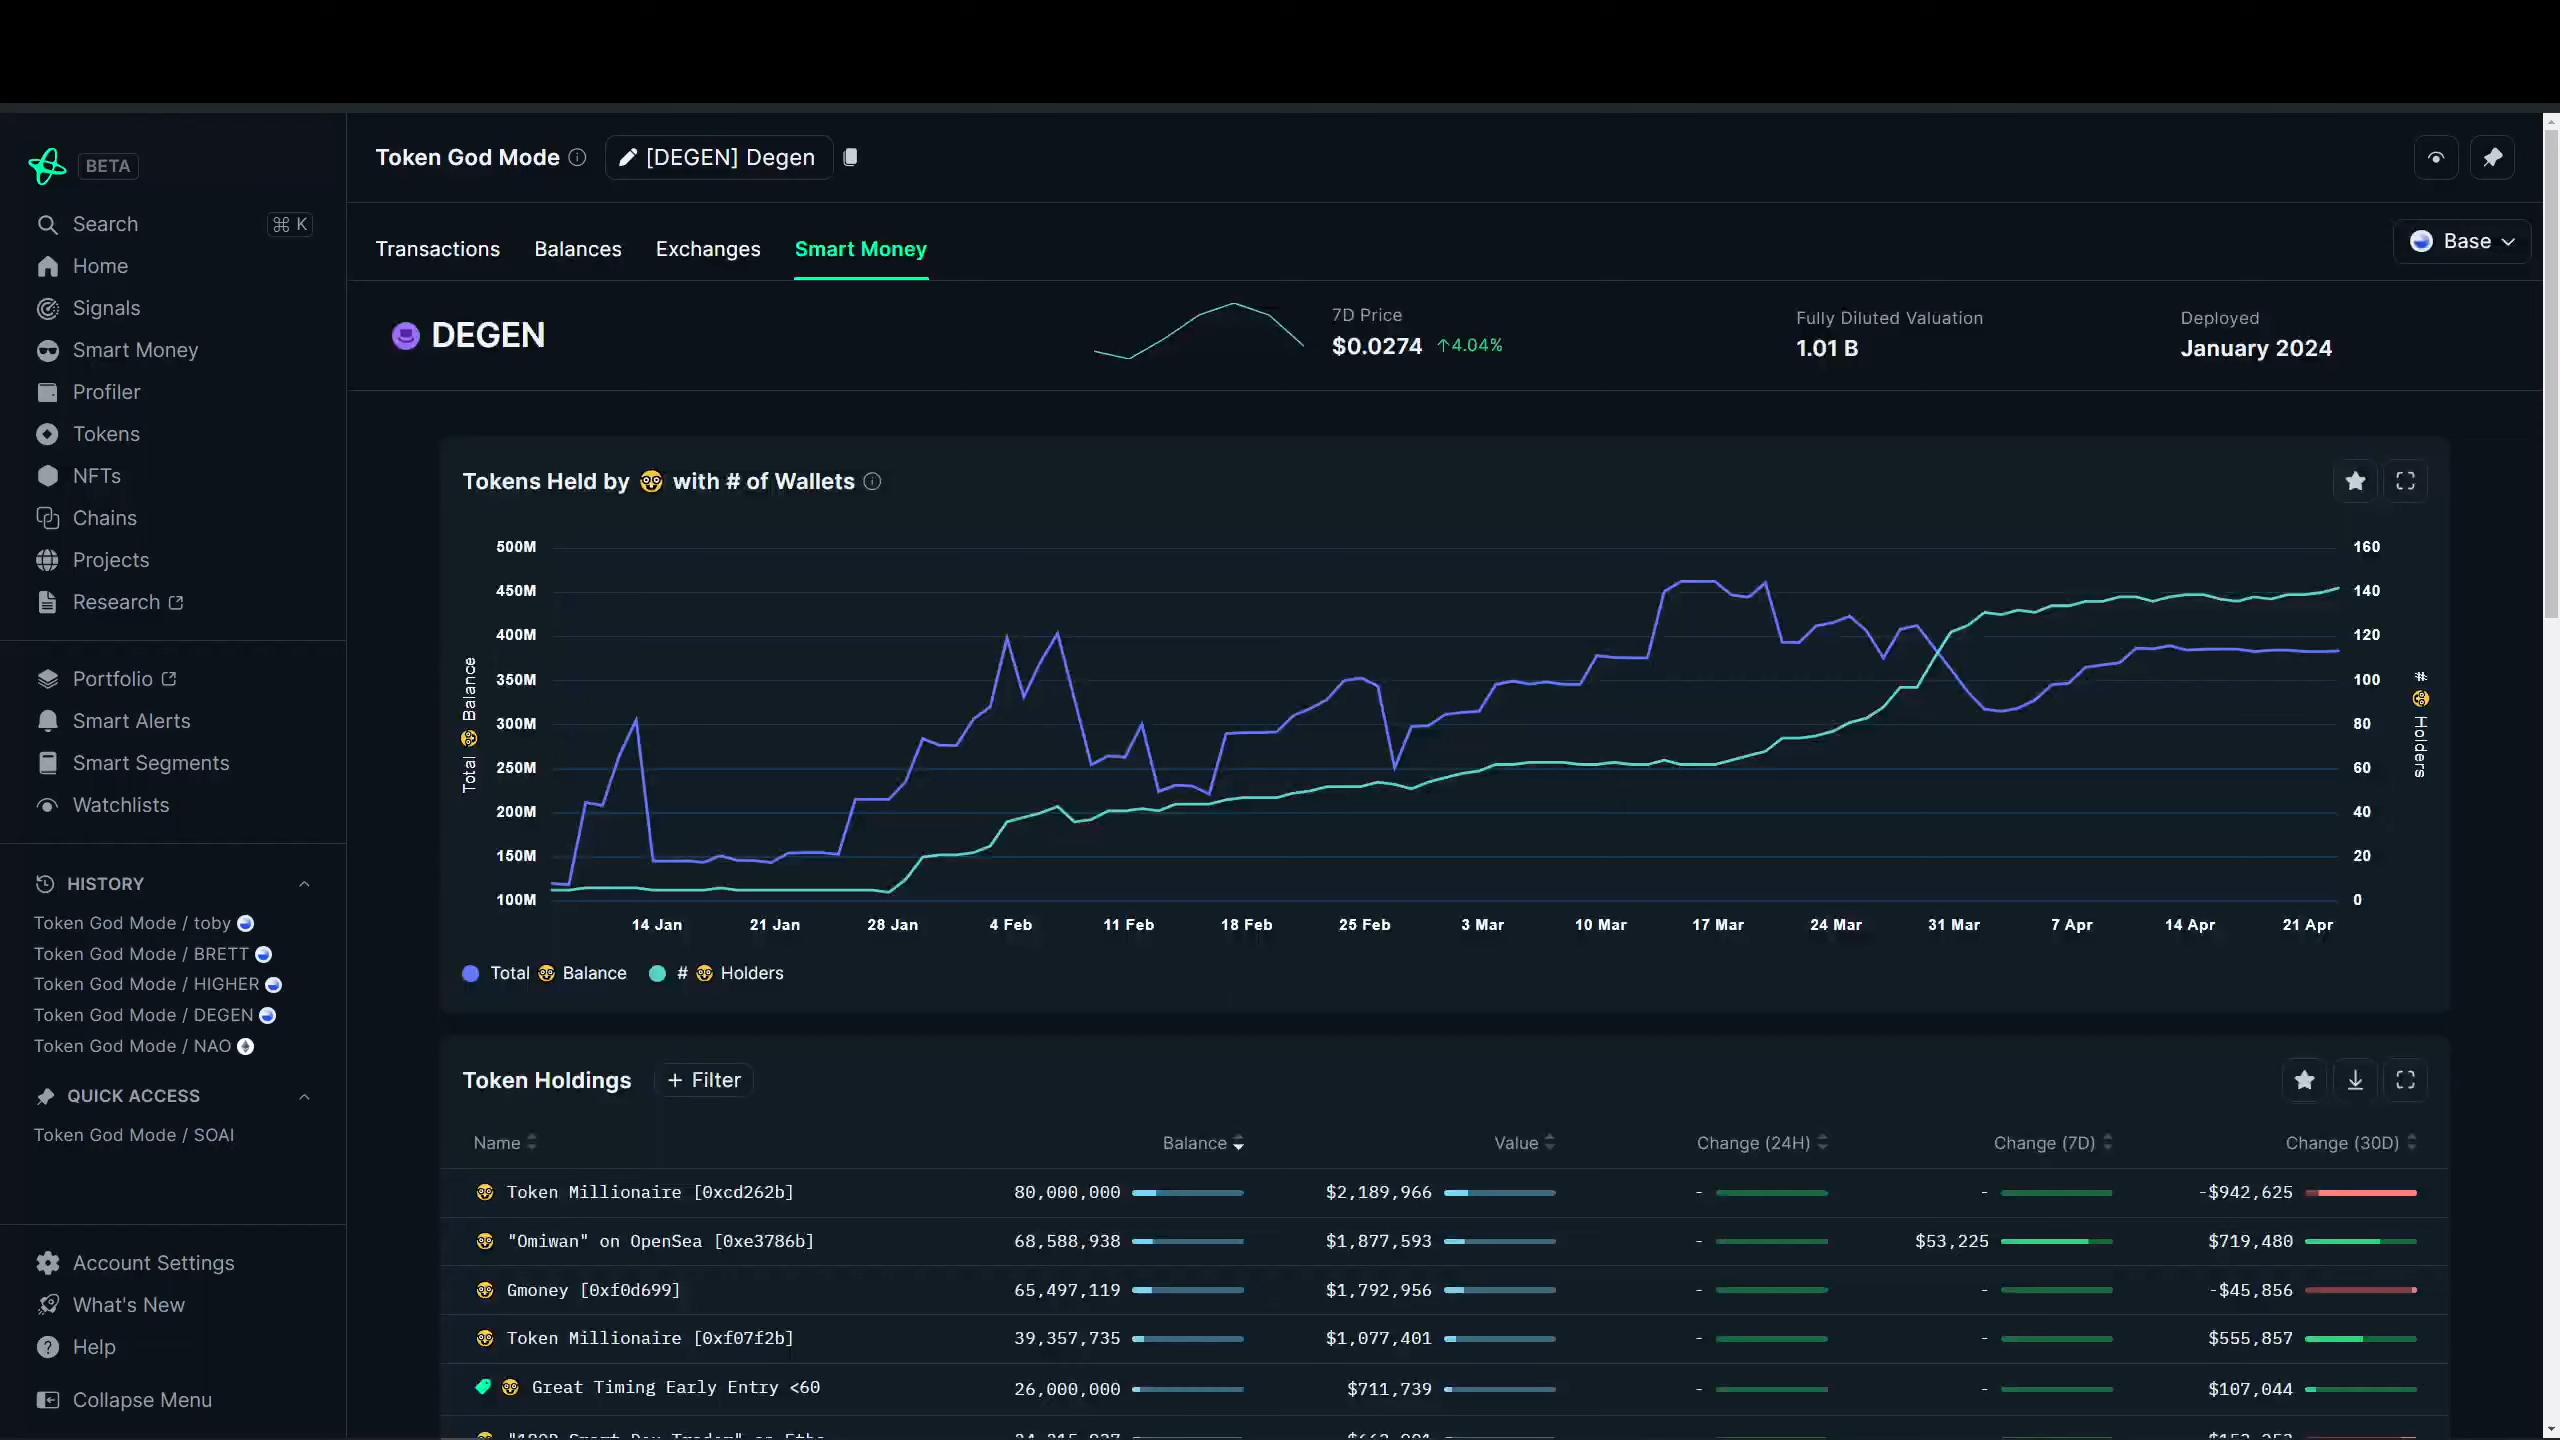 BETA
Search
⌘ K
Home
Signals
Smart Money
Profiler
Tokens
NFTs
Chains
Projects
Research
Portfolio
Smart Alerts
Smart Segments
Watchlists
HISTORY
Token God Mode / toby
Token God Mode / BRETT
Token God Mode / HIGHER
Token God Mode / DEGEN
Token God Mode / NAO
QUICK ACCESS
Token God Mode / SOAI
Account Settings
What's New
Help
Collapse Menu
Token God Mode
[DEGEN] Degen
Transactions Balances Exchanges Smart Money
Base
DEGEN
7D Price
$0.0274 ↑4.04%
Fully Diluted Valuation
1.01 B
Deployed
January 2024
Tokens Held by 🤓 with # of Wallets
500M
450M
400M
350M
300M
250M
200M
150M
100M
Total 🤓 Balance
160
140
120
100
80
60
40
20
0
# 🤓 Holders
14 Jan 21 Jan 28 Jan 4 Feb 11 Feb 18 Feb 25 Feb 3 Mar 10 Mar 17 Mar 24 Mar 31 Mar 7 Apr 14 Apr 21 Apr
Total 🤓 Balance # 🤓 Holders
Token Holdings + Filter
Name Balance Value Change (24H) Change (7D) Change (30D)
🤓 Token Millionaire [0xcd262b] 80,000,000 $2,189,966 - - -$942,625
🤓 "Omiwan" on OpenSea [0xe3786b] 68,588,938 $1,877,593 - $53,225 $719,480
🤓 Gmoney [0xf0d699] 65,497,119 $1,792,956 - - -$45,856
🤓 Token Millionaire [0xf07f2b] 39,357,735 $1,077,401 - - $555,857
🤓 Great Timing Early Entry <60 26,000,000 $711,739 - - $107,044